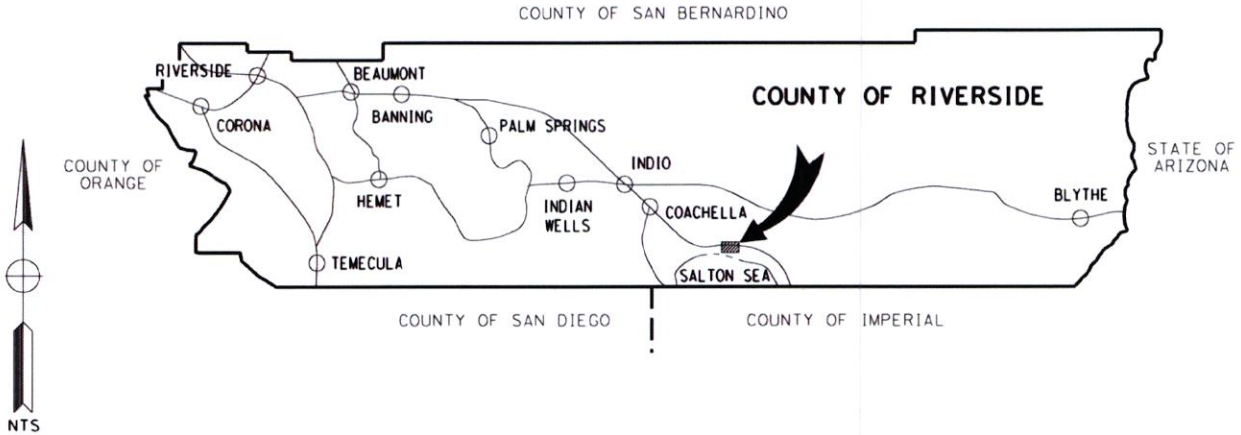 COUNTY OF SAN BERNARDINO
RIVERSIDE
BEAUMONT
COUNTY OF RIVERSIDE
CORONA
BANNING
PALM SPRINGS
STATE OF
ARIZONA
COUNTY OF
ORANGE
INDIO
HEMET
INDIAN
WELLS
COACHELLA
BLYTHE
TEMECULA
SALTON SEA
COUNTY OF SAN DIEGO
COUNTY OF IMPERIAL
NTS